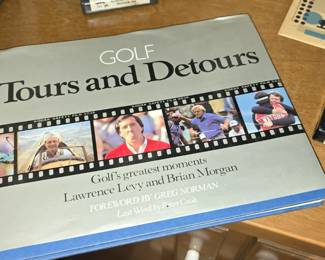 GOLF
Tours and Detours
Golf's greatest moments
Lawrence Levy and Brian Morgan
FOREWORD BY GREG NORMAN
Last Word by Peter Cook